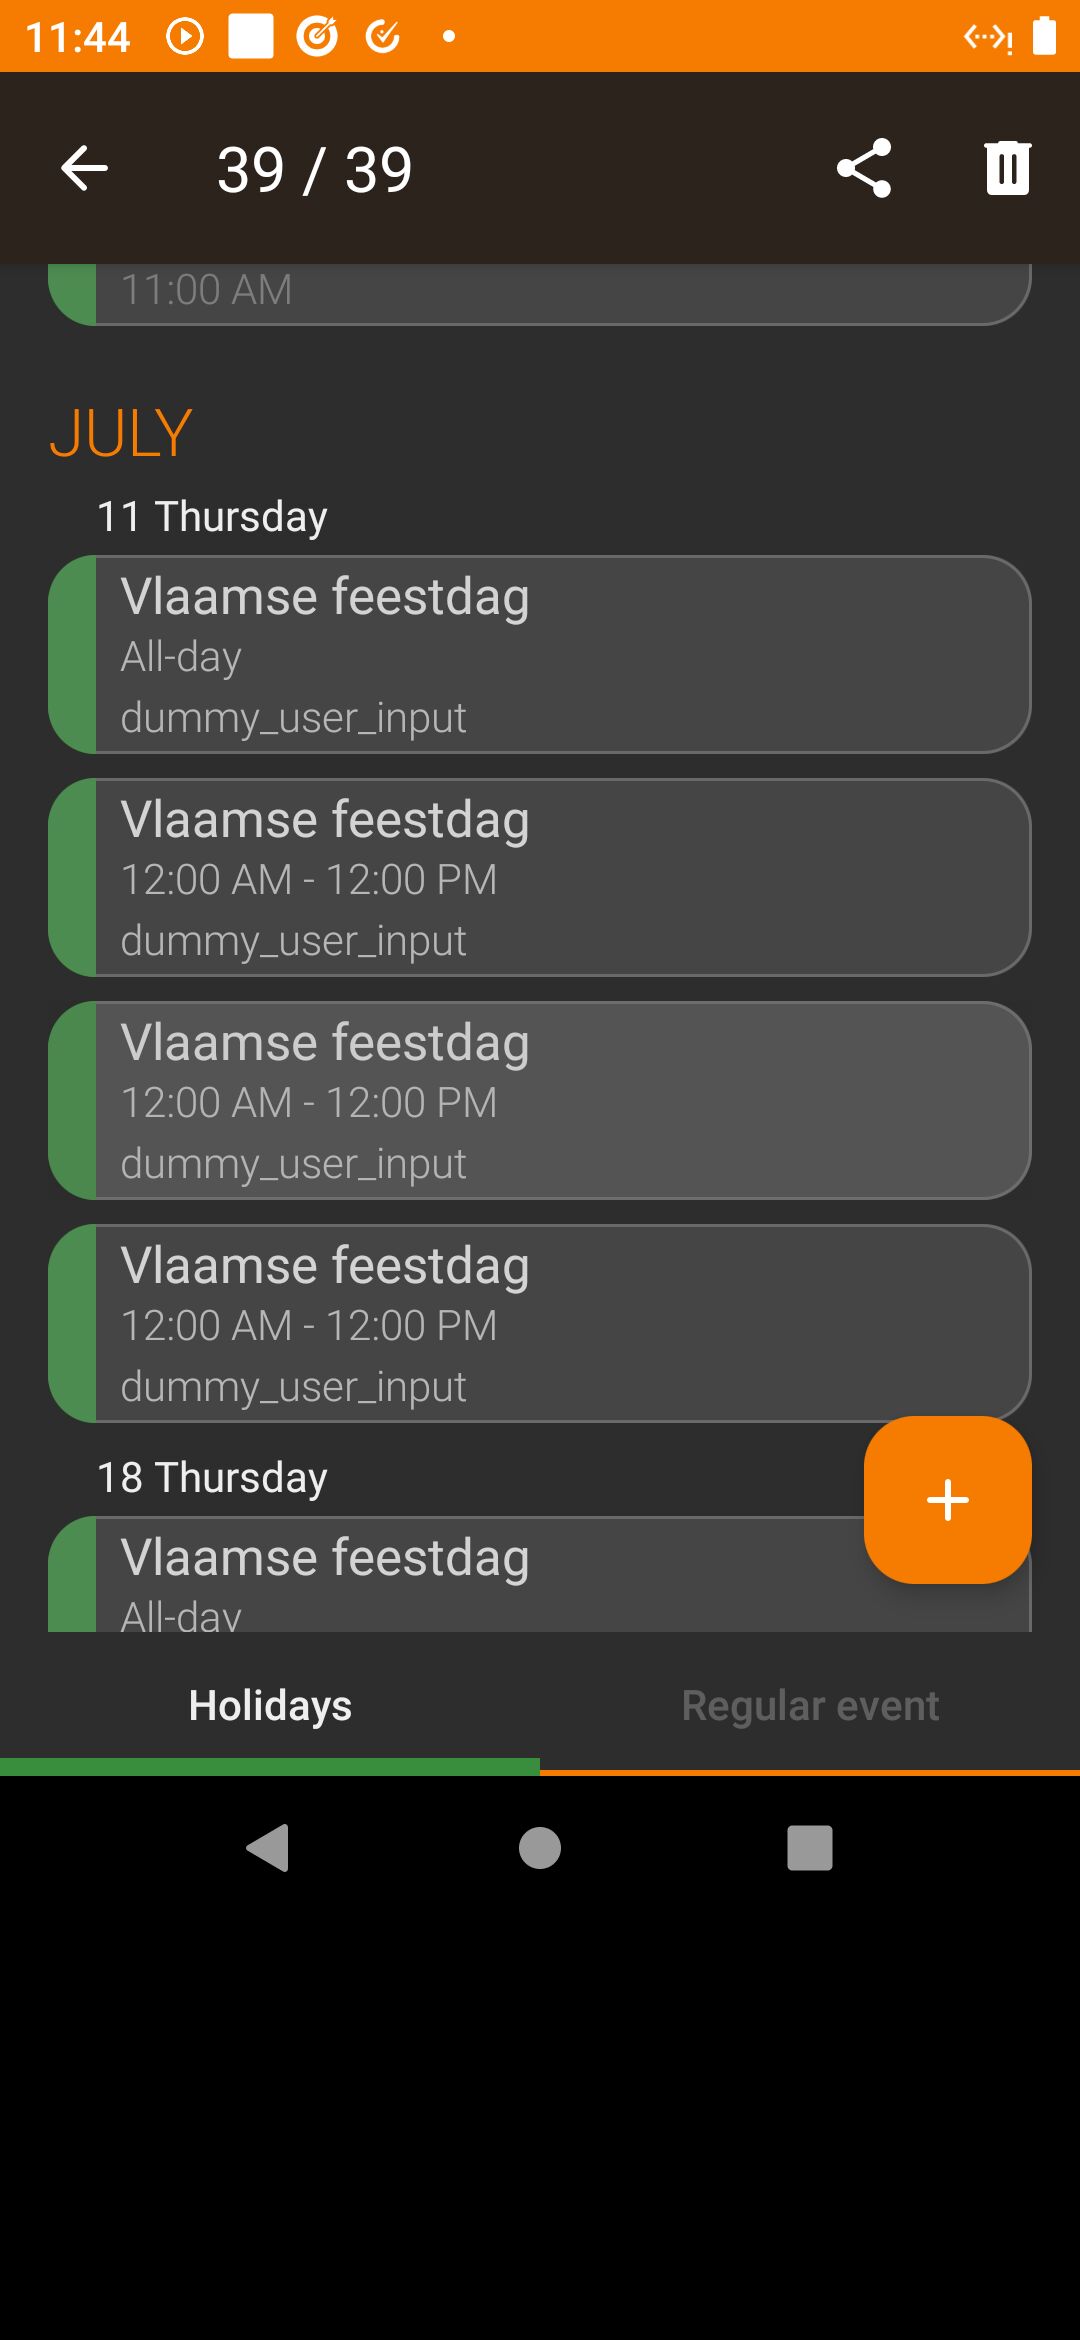 11:44
39 / 39
11:00 AM
JULY
11 Thursday
Vlaamse feestdag
All-day
dummy_user_input
Vlaamse feestdag
12:00 AM - 12:00 PM
dummy_user_input
Vlaamse feestdag
12:00 AM - 12:00 PM
dummy_user_input
Vlaamse feestdag
12:00 AM - 12:00 PM
dummy_user_input
18 Thursday
Vlaamse feestdag
All-day
Holidays
Regular event